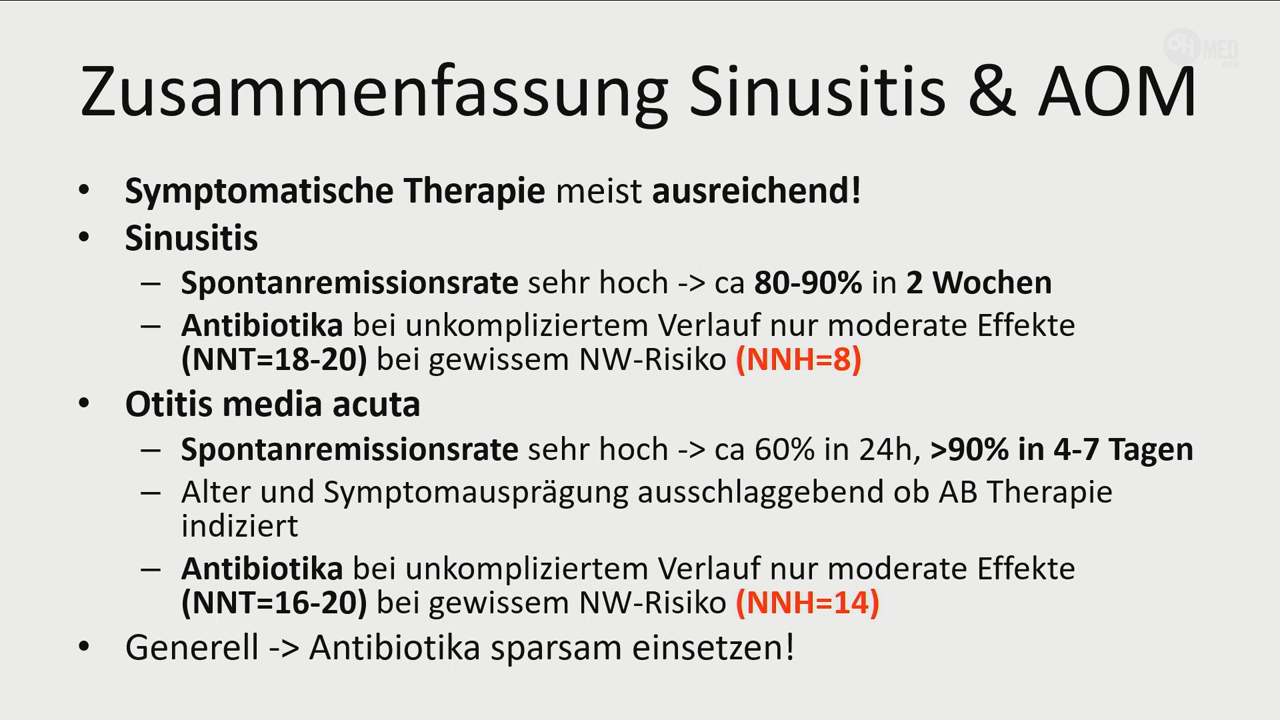 Zusammenfassung Sinusitis & AOM
• Symptomatische Therapie meist ausreichend!
• Sinusitis
– Spontanremissionsrate sehr hoch -> ca 80-90% in 2 Wochen
– Antibiotika bei unkompliziertem Verlauf nur moderate Effekte
(NNT=18-20) bei gewissem NW-Risiko (NNH=8)
• Otitis media acuta
– Spontanremissionsrate sehr hoch -> ca 60% in 24h, >90% in 4-7 Tagen
– Alter und Symptomausprägung ausschlaggebend ob AB Therapie
indiziert
– Antibiotika bei unkompliziertem Verlauf nur moderate Effekte
(NNT=16-20) bei gewissem NW-Risiko (NNH=14)
• Generell -> Antibiotika sparsam einsetzen!
MED